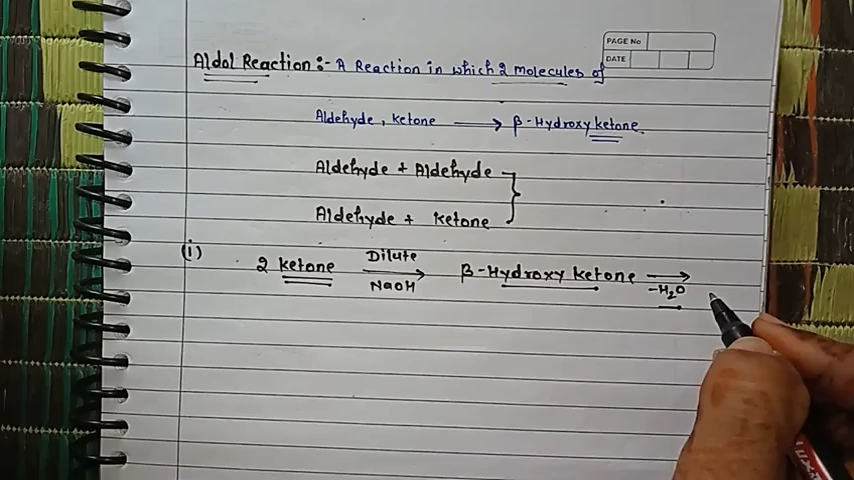 PAGE No
DATE
Aldol Reaction :- A Reaction in which 2 molecules of
Aldehyde, ketone ⟶ β-Hydroxy ketone.
Aldehyde + Aldehyde
Aldehyde + ketone
(i) 2 ketone Dilute NaOH ⟶ β-Hydroxy ketone ⟶ -H₂O